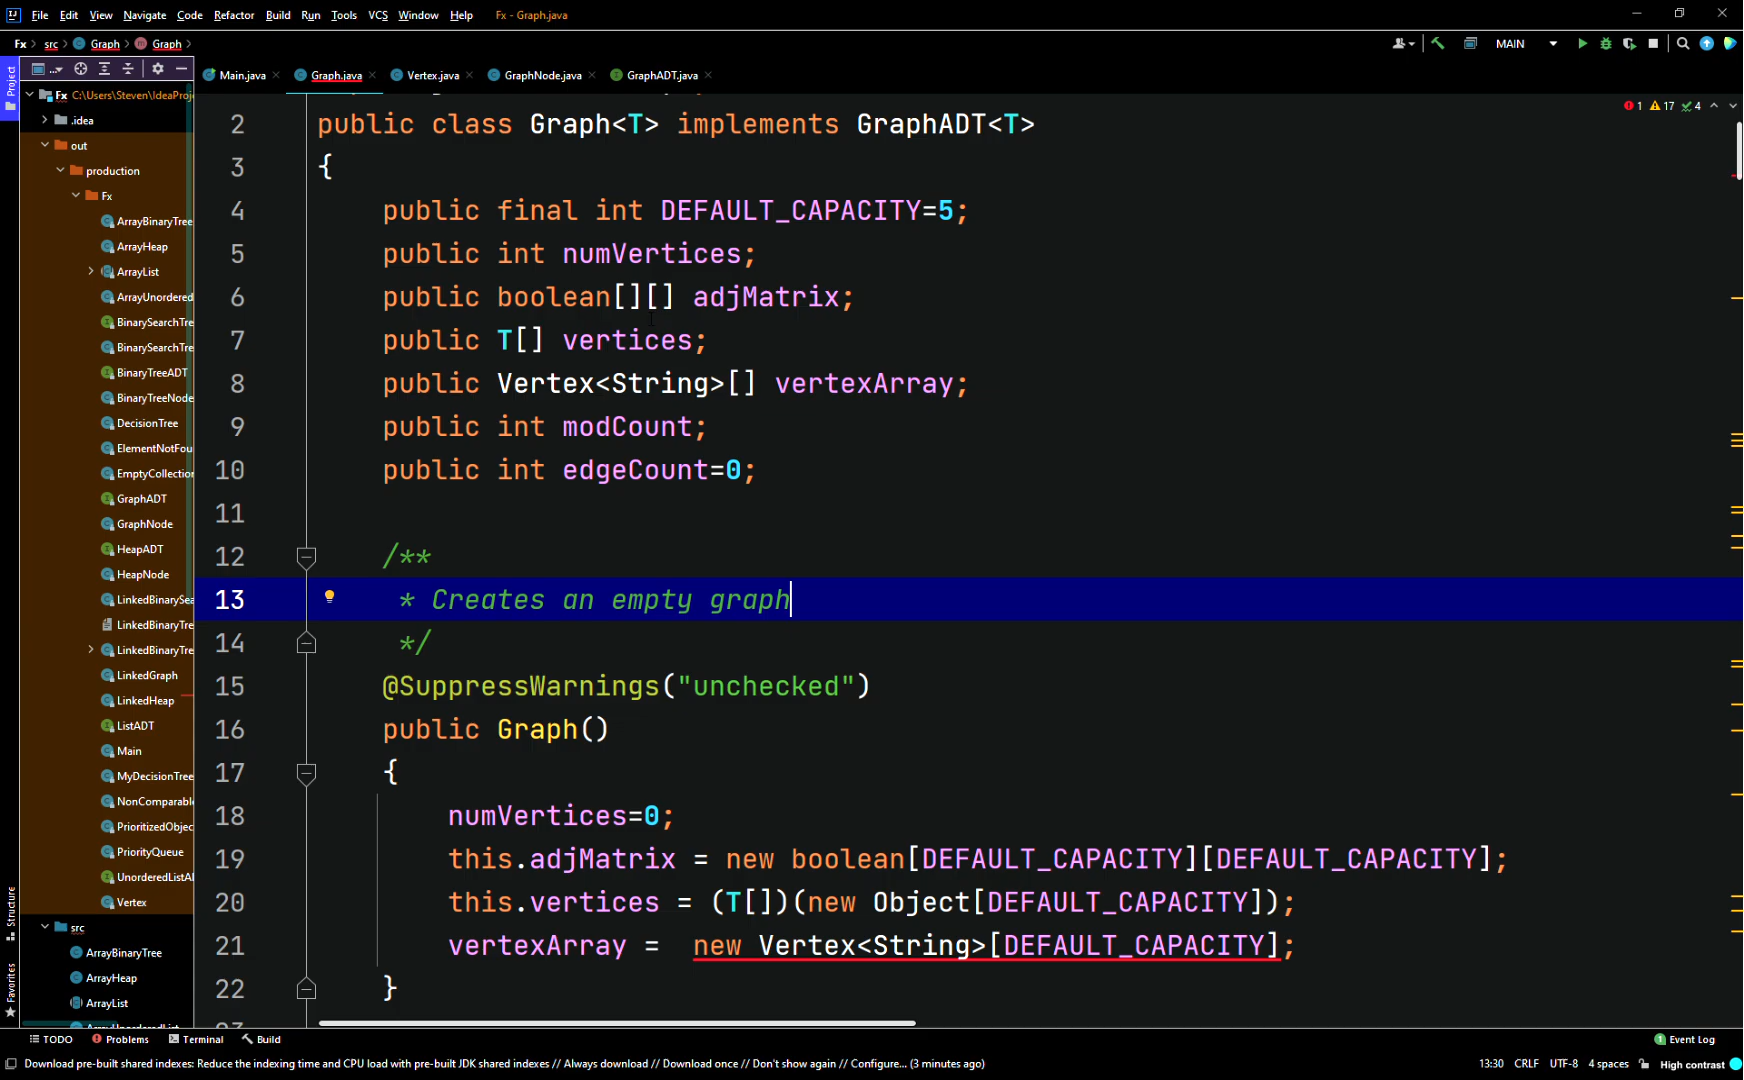 File Edit View Navigate Code Refactor Build Run Tools VCS Window Help Fx - Graph.java
Fx src Graph Graph MAIN
Project
Fx C:\Users\Steven\IdeaProj
.idea
out
production
Fx
ArrayBinaryTree
ArrayHeap
ArrayList
ArrayUnordered
BinarySearchTre
BinarySearchTre
BinaryTreeADT
BinaryTreeNode
DecisionTree
ElementNotFou
EmptyCollection
GraphADT
GraphNode
HeapADT
HeapNode
LinkedBinarySea
LinkedBinaryTre
LinkedBinaryTre
LinkedGraph
LinkedHeap
ListADT
Main
MyDecisionTree
NonComparabl
PrioritizedObjec
PriorityQueue
UnorderedListAl
Vertex
src
ArrayBinaryTree
ArrayHeap
ArrayList
ArrayUnorderedList
Structure
Favorites
Main.java Graph.java Vertex.java GraphNode.java GraphADT.java
1 17 4
2 public class Graph<T> implements GraphADT<T>
3 {
4 public final int DEFAULT_CAPACITY=5;
5 public int numVertices;
6 public boolean[][] adjMatrix;
7 public T[] vertices;
8 public Vertex<String>[] vertexArray;
9 public int modCount;
10 public int edgeCount=0;
11
12 /**
13 * Creates an empty graph
14 */
15 @SuppressWarnings("unchecked")
16 public Graph()
17 {
18 numVertices=0;
19 this.adjMatrix = new boolean[DEFAULT_CAPACITY][DEFAULT_CAPACITY];
20 this.vertices = (T[])(new Object[DEFAULT_CAPACITY]);
21 vertexArray = new Vertex<String>[DEFAULT_CAPACITY];
22 }
TODO Problems Terminal Build 1 Event Log
Download pre-built shared indexes: Reduce the indexing time and CPU load with pre-built JDK shared indexes // Always download // Download once // Don't show again // Configure... (3 minutes ago) 13:30 CRLF UTF-8 4 spaces High contrast